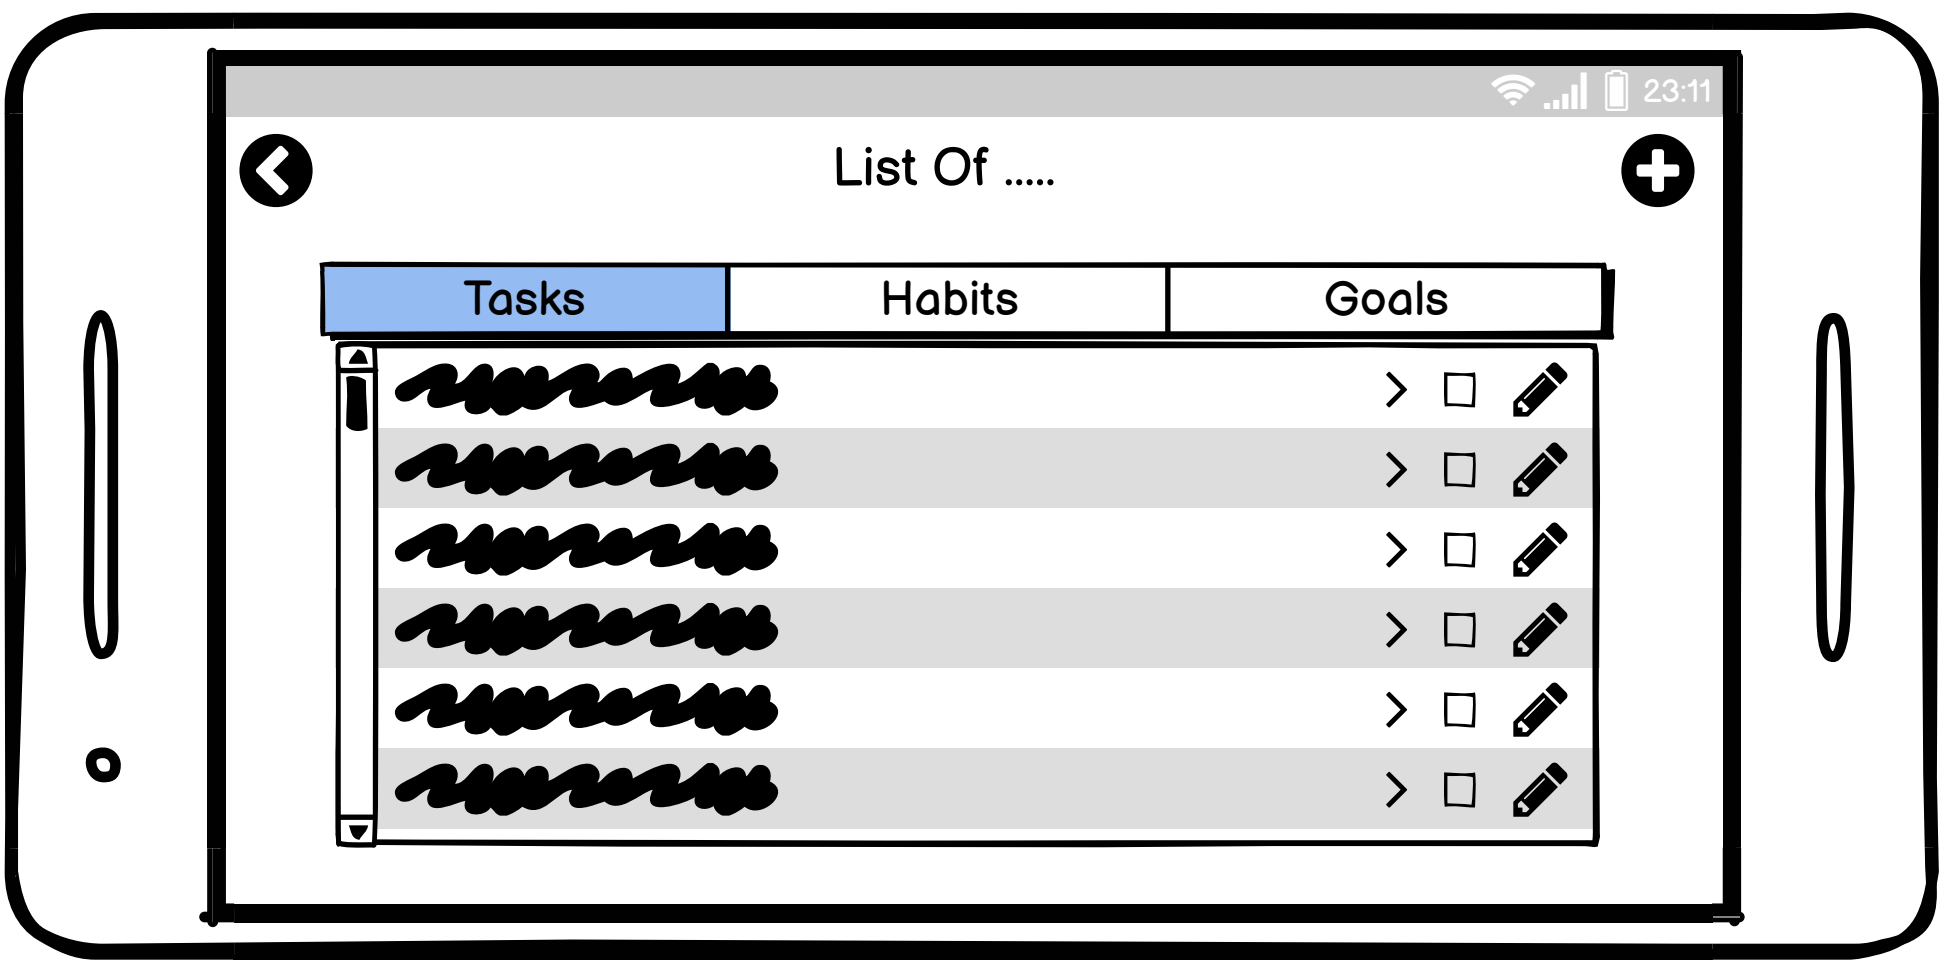 23:11
List Of .....
Tasks Habits Goals